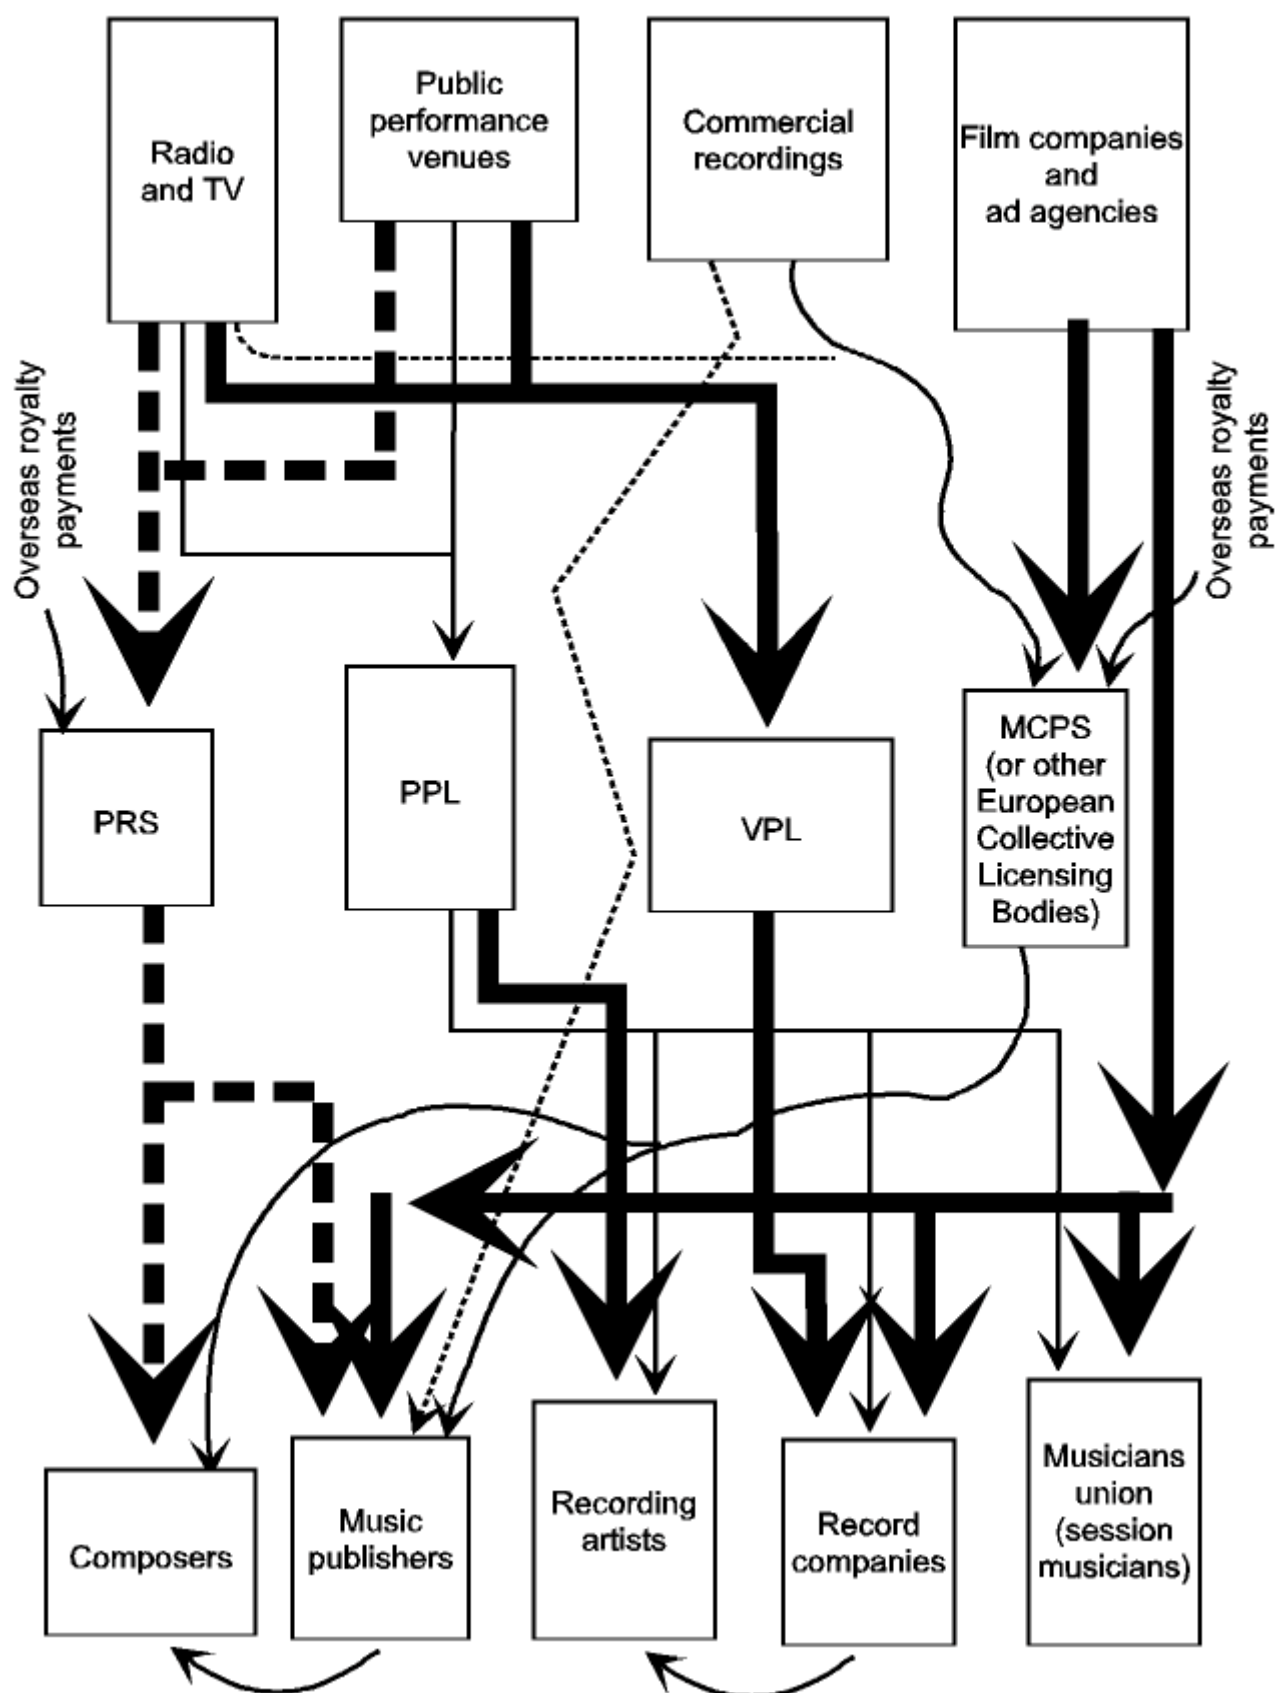 Radio
and TV
Public
performance
venues
Commercial
recordings
Film companies
and
ad agencies
Overseas royalty
payments
Overseas royalty
payments
PRS
PPL
VPL
MCPS
(or other
European
Collective
Licensing
Bodies)
Composers
Music
publishers
Recording
artists
Record
companies
Musicians
union
(session
musicians)